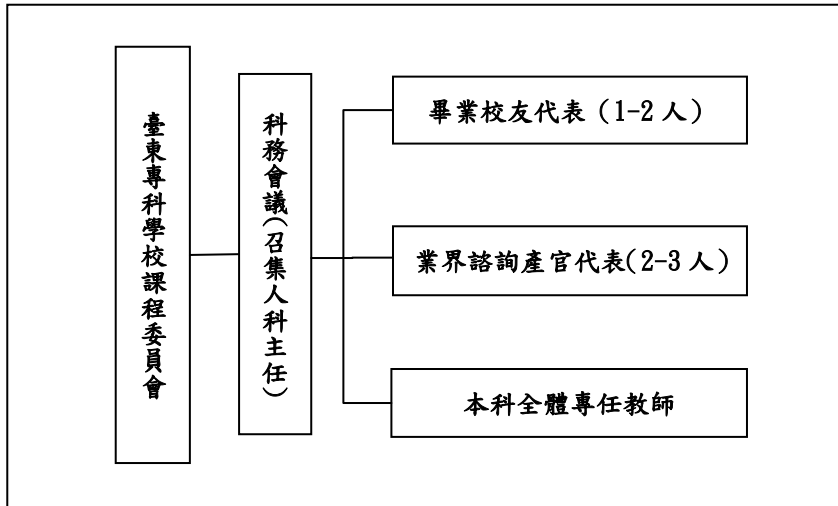 臺東專科學校課程委員會
科務會議(召集人科主任)
畢業校友代表（1-2 人）
業界諮詢產官代表(2-3 人）
本科全體專任教師